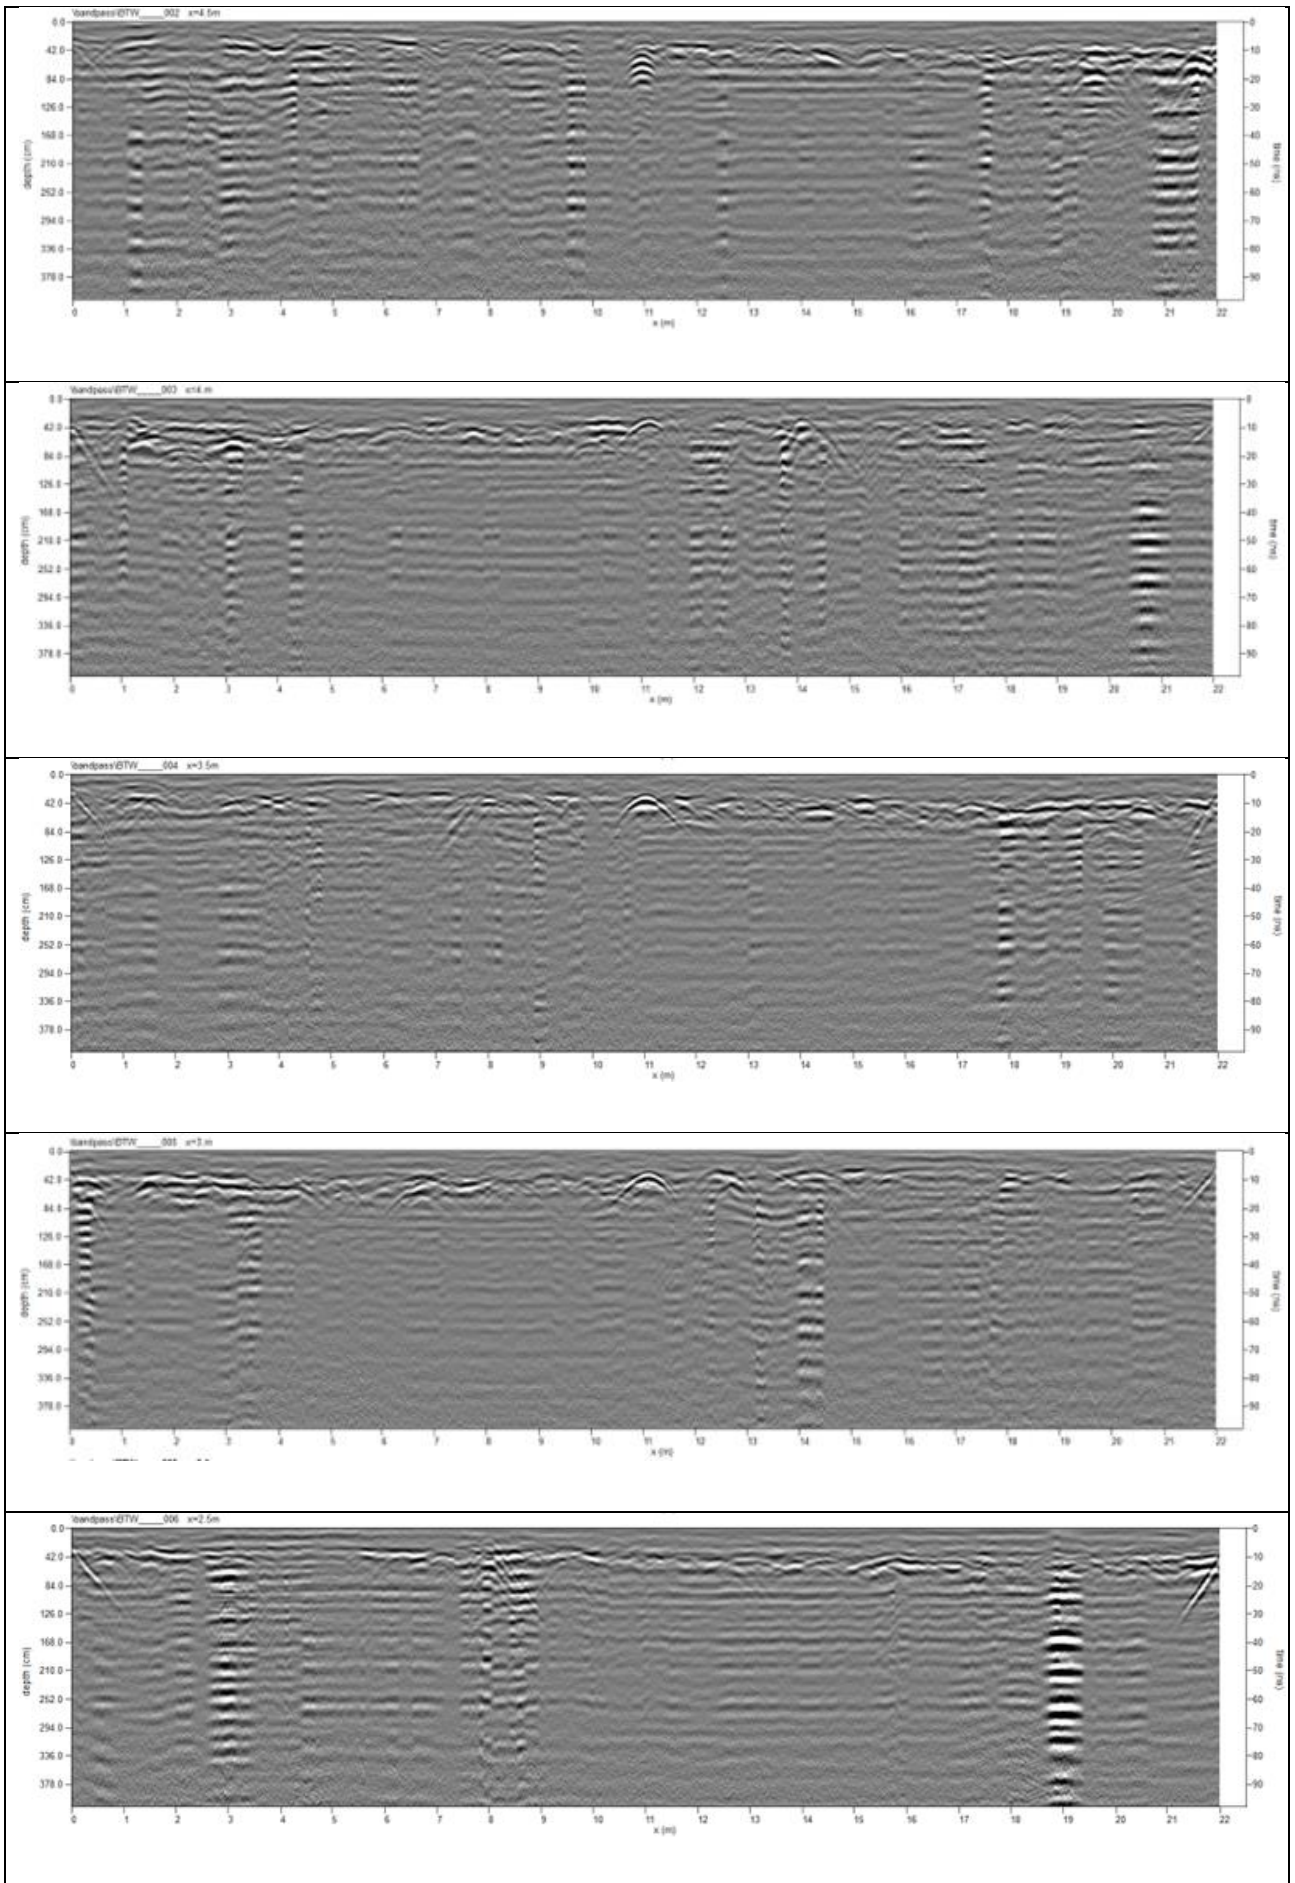 \bandpass\BTW_____002 x=4.5m
0.0 0
42.0 10
84.0 20
126.0 30
168.0 40
210.0 50
252.0 60
294.0 70
336.0 80
378.0 90
depth (cm)
time (ns)
0 1 2 3 4 5 6 7 8 9 10 11 12 13 14 15 16 17 18 19 20 21 22
x (m)
\bandpass\BTW_____003 x=4 m
0.0 0
42.0 10
84.0 20
126.0 30
168.0 40
210.0 50
252.0 60
294.0 70
336.0 80
378.0 90
depth (cm)
time (ns)
0 1 2 3 4 5 6 7 8 9 10 11 12 13 14 15 16 17 18 19 20 21 22
x (m)
\bandpass\BTW_____004 x=3.5m
0.0 0
42.0 10
84.0 20
126.0 30
168.0 40
210.0 50
252.0 60
294.0 70
336.0 80
378.0 90
depth (cm)
time (ns)
0 1 2 3 4 5 6 7 8 9 10 11 12 13 14 15 16 17 18 19 20 21 22
x (m)
\bandpass\BTW_____005 x=3 m
0.0 0
42.0 10
84.0 20
126.0 30
168.0 40
210.0 50
252.0 60
294.0 70
336.0 80
378.0 90
depth (cm)
time (ns)
0 1 2 3 4 5 6 7 8 9 10 11 12 13 14 15 16 17 18 19 20 21 22
x (m)
\bandpass\BTW_____006 x=2.5m
0.0 0
42.0 10
84.0 20
126.0 30
168.0 40
210.0 50
252.0 60
294.0 70
336.0 80
378.0 90
depth (cm)
time (ns)
0 1 2 3 4 5 6 7 8 9 10 11 12 13 14 15 16 17 18 19 20 21 22
x (m)